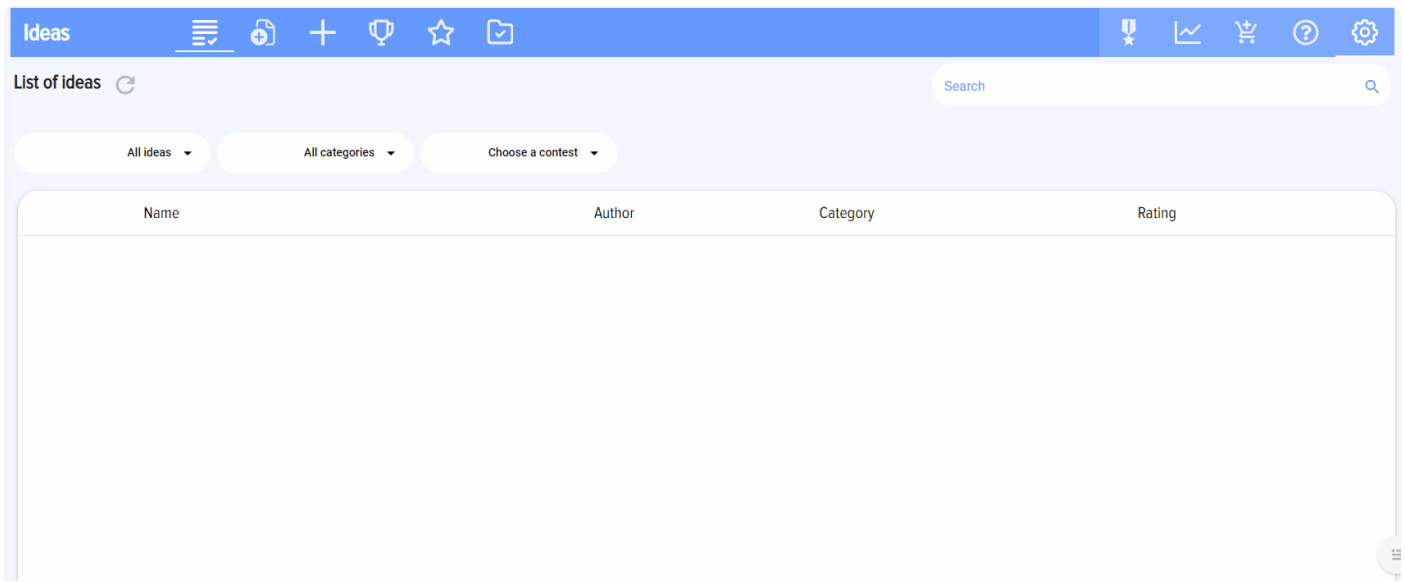 Ideas
List of ideas
Search
All ideas
All categories
Choose a contest
Name Author Category Rating